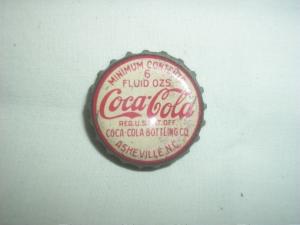 MINIMUM CONTENTS
6
FLUID OZS.
Coca-Cola
REG. U.S. PAT. OFF.
COCA-COLA BOTTLING CO.
ASHEVILLE, N.C.